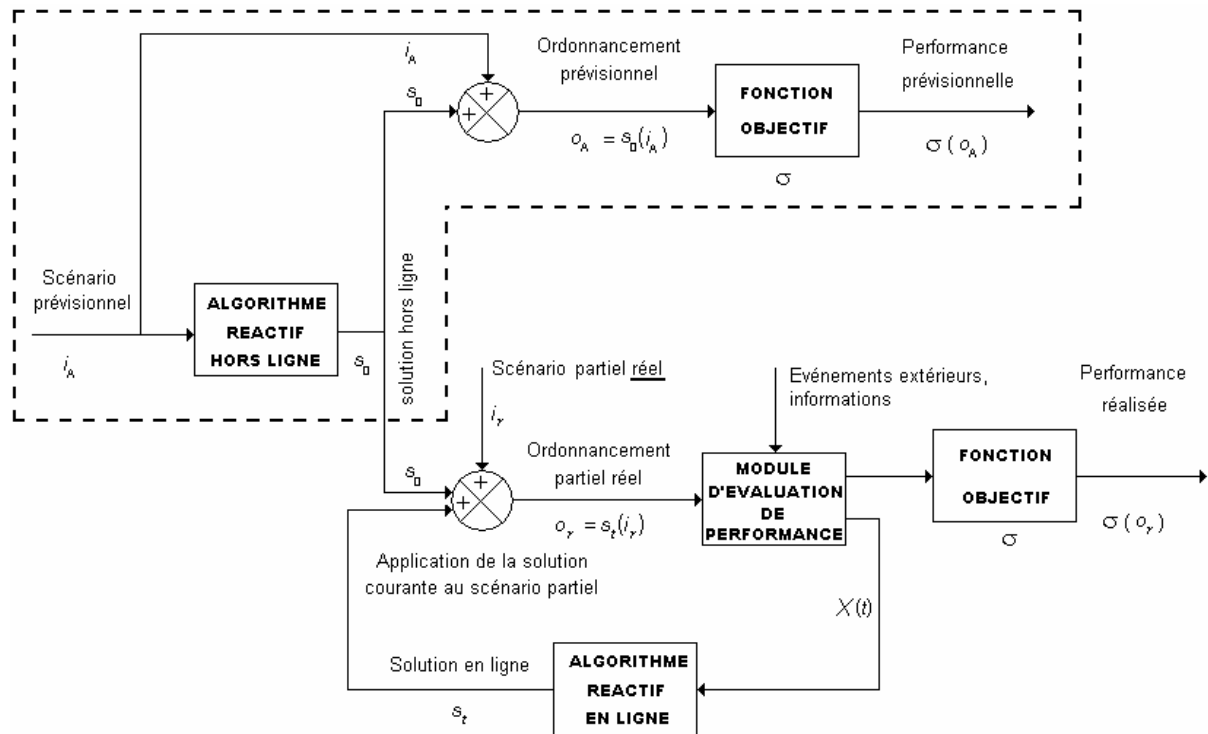 i_A
Ordonnancement
prévisionnel
Performance
prévisionnelle
s_0
+
+
FONCTION
OBJECTIF
o_A = s_0(i_A)
σ(o_A)
σ
Scénario
prévisionnel
ALGORITHME
REACTIF
HORS LIGNE
i_A
s_0
solution hors ligne
Scénario partiel réel
i_r
Evénements extérieurs,
informations
Performance
réalisée
s_0
+
+
Ordonnancement
partiel réel
o_r = s_t(i_r)
MODULE
D'EVALUATION
DE
PERFORMANCE
FONCTION
OBJECTIF
σ
σ(o_r)
Application de la solution
courante au scénario partiel
X(t)
Solution en ligne
s_t
ALGORITHME
REACTIF
EN LIGNE